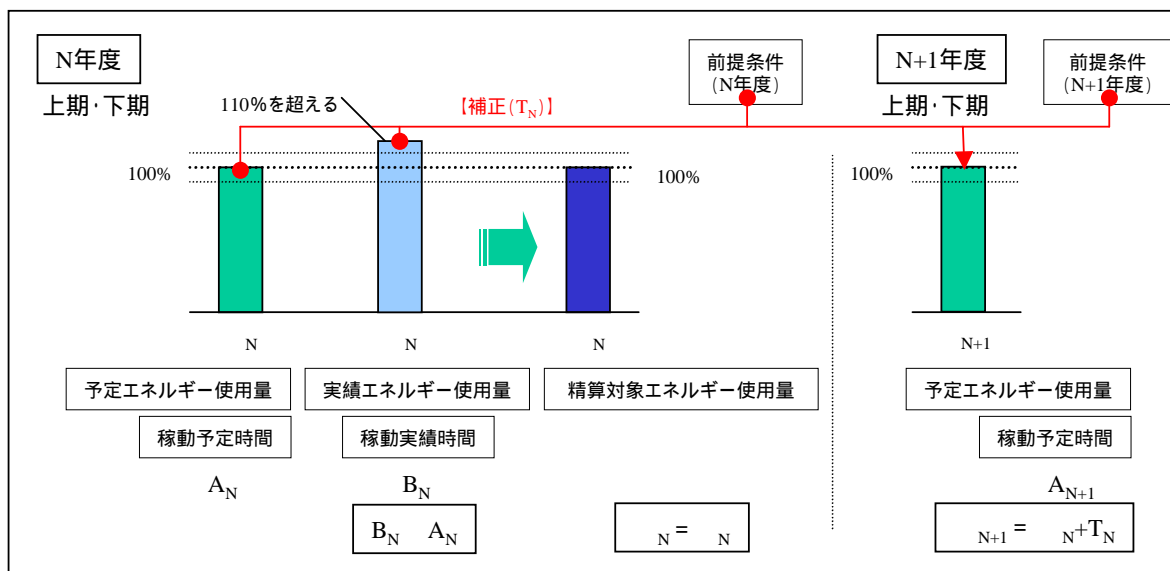 N年度
上期・下期
前提条件
(N年度)
N+1年度
上期・下期
前提条件
(N+1年度)
110%を超える
【補正(TN)】
100%
100%
100%
N
N
N
N+1
予定エネルギー使用量
実績エネルギー使用量
精算対象エネルギー使用量
予定エネルギー使用量
稼動予定時間
稼動実績時間
稼動予定時間
AN
BN
AN+1
BN AN
N = N
N+1 = N+TN